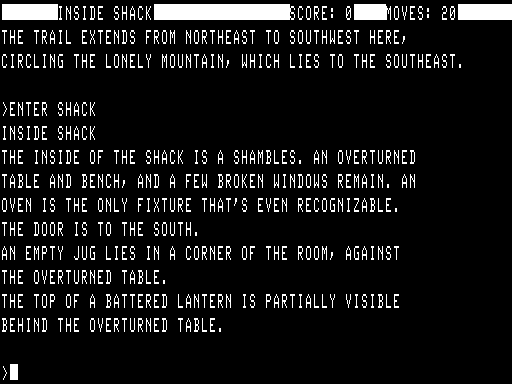 INSIDE SHACK SCORE: 0 MOVES: 20
THE TRAIL EXTENDS FROM NORTHEAST TO SOUTHWEST HERE,
CIRCLING THE LONELY MOUNTAIN, WHICH LIES TO THE SOUTHEAST.
>ENTER SHACK
INSIDE SHACK
THE INSIDE OF THE SHACK IS A SHAMBLES. AN OVERTURNED
TABLE AND BENCH, AND A FEW BROKEN WINDOWS REMAIN. AN
OVEN IS THE ONLY FIXTURE THAT'S EVEN RECOGNIZABLE.
THE DOOR IS TO THE SOUTH.
AN EMPTY JUG LIES IN A CORNER OF THE ROOM, AGAINST
THE OVERTURNED TABLE.
THE TOP OF A BATTERED LANTERN IS PARTIALLY VISIBLE
BEHIND THE OVERTURNED TABLE.
>